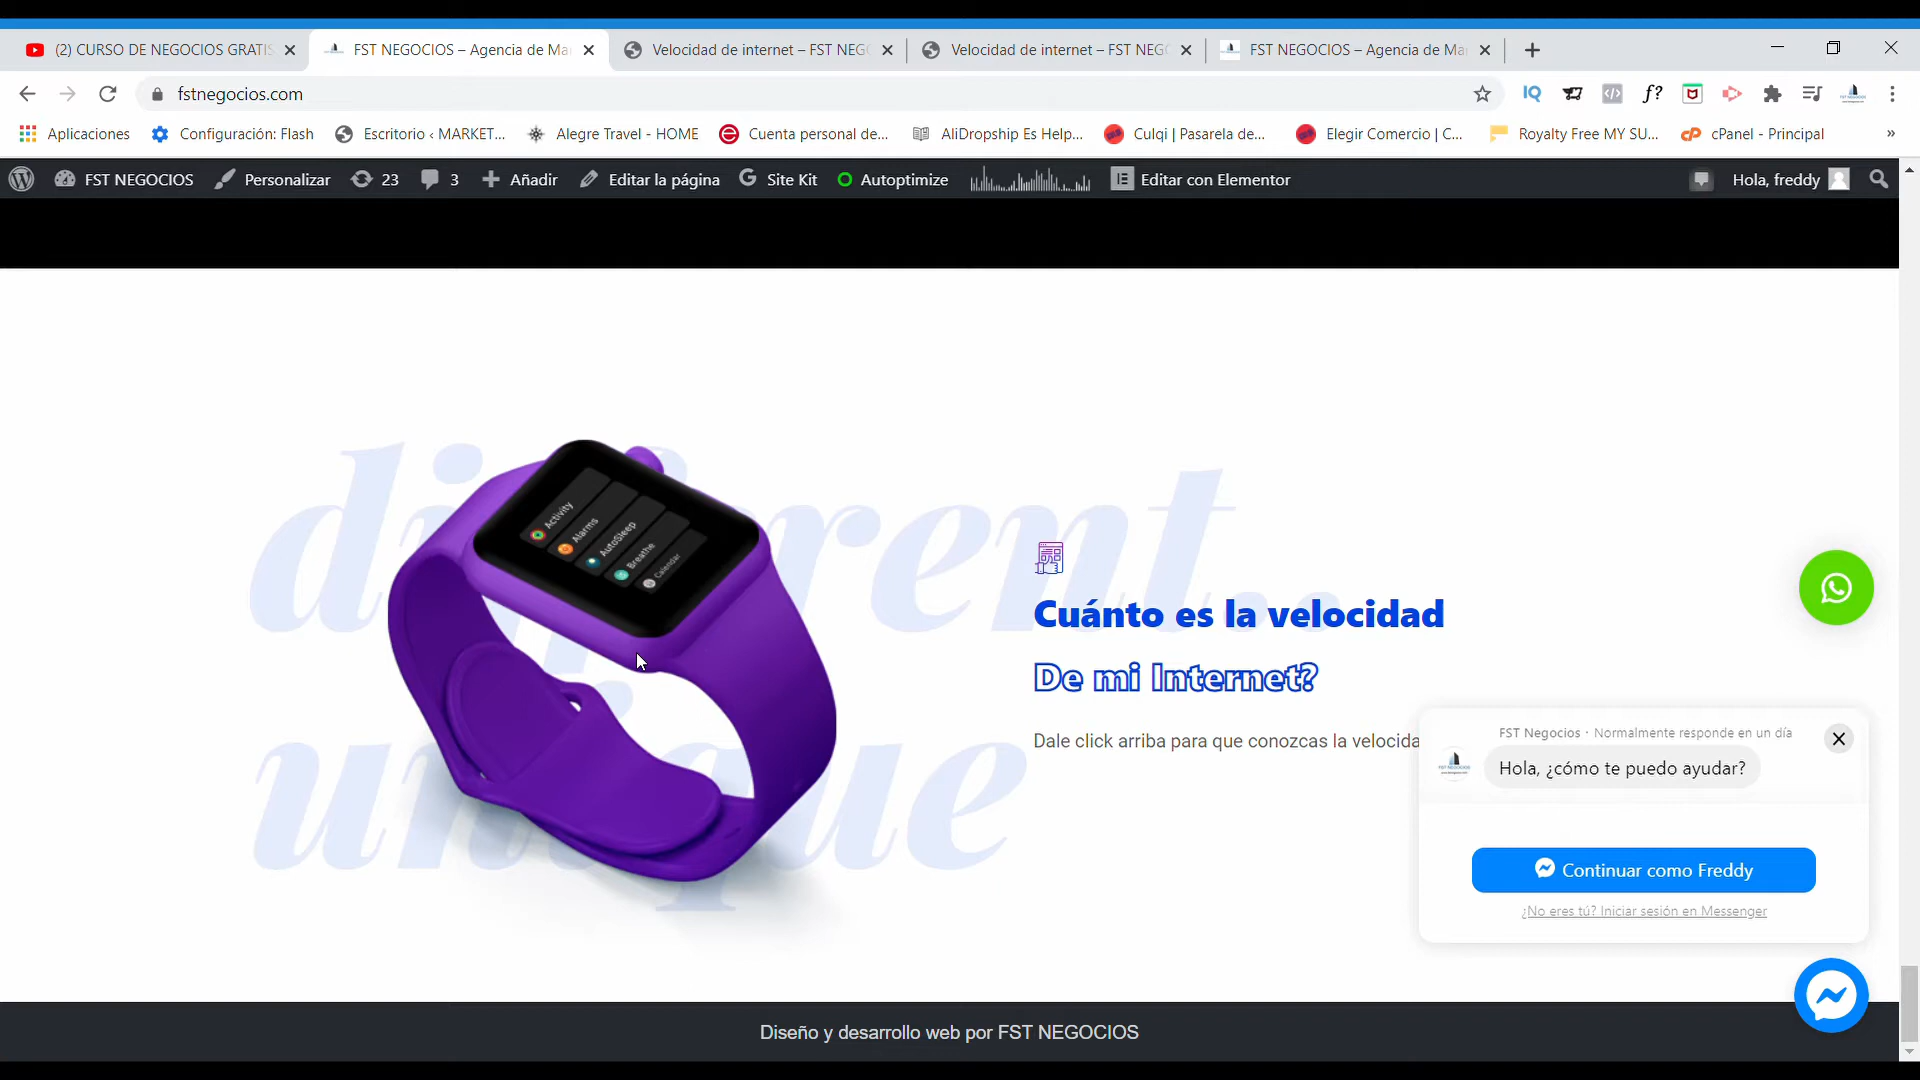 (2) CURSO DE NEGOCIOS GRATIS
FST NEGOCIOS – Agencia de Ma
Velocidad de internet – FST NEG
Velocidad de internet – FST NEG
FST NEGOCIOS – Agencia de Ma
fstnegocios.com
IQ
f?
Aplicaciones
Configuración: Flash
Escritorio ‹ MARKET...
Alegre Travel - HOME
Cuenta personal de...
AliDropship Es Help...
Culqi | Pasarela de...
Elegir Comercio | C...
Royalty Free MY SU...
cPanel - Principal
»
FST NEGOCIOS
Personalizar
23
3
Añadir
Editar la página
Site Kit
Autoptimize
Editar con Elementor
Hola, freddy
different...
unique
Activity
Alarms
AutoSleep
Breathe
Calendar
Cuánto es la velocidad
De mi Internet?
Dale click arriba para que conozcas la velocida
FST Negocios · Normalmente responde en un día
Hola, ¿cómo te puedo ayudar?
Continuar como Freddy
¿No eres tú? Iniciar sesión en Messenger
Diseño y desarrollo web por FST NEGOCIOS